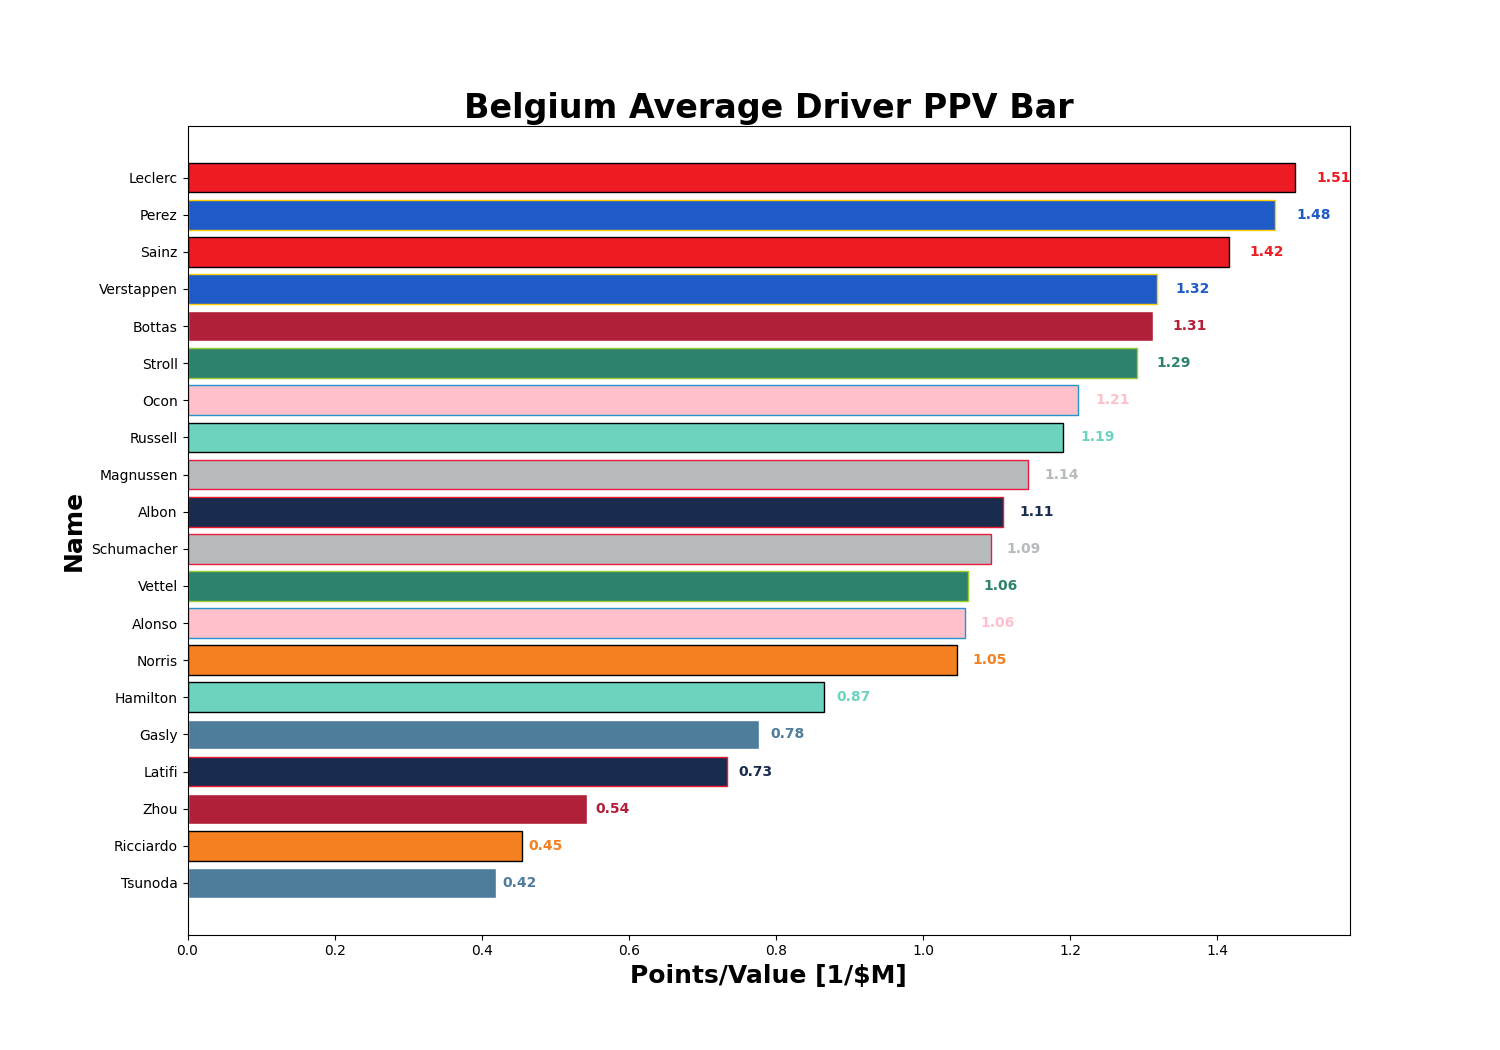 Belgium Average Driver PPV Bar
Name
Leclerc 1.51
Perez 1.48
Sainz 1.42
Verstappen 1.32
Bottas 1.31
Stroll 1.29
Ocon 1.21
Russell 1.19
Magnussen 1.14
Albon 1.11
Schumacher 1.09
Vettel 1.06
Alonso 1.06
Norris 1.05
Hamilton 0.87
Gasly 0.78
Latifi 0.73
Zhou 0.54
Ricciardo 0.45
Tsunoda 0.42
0.0 0.2 0.4 0.6 0.8 1.0 1.2 1.4
Points/Value [1/$M]